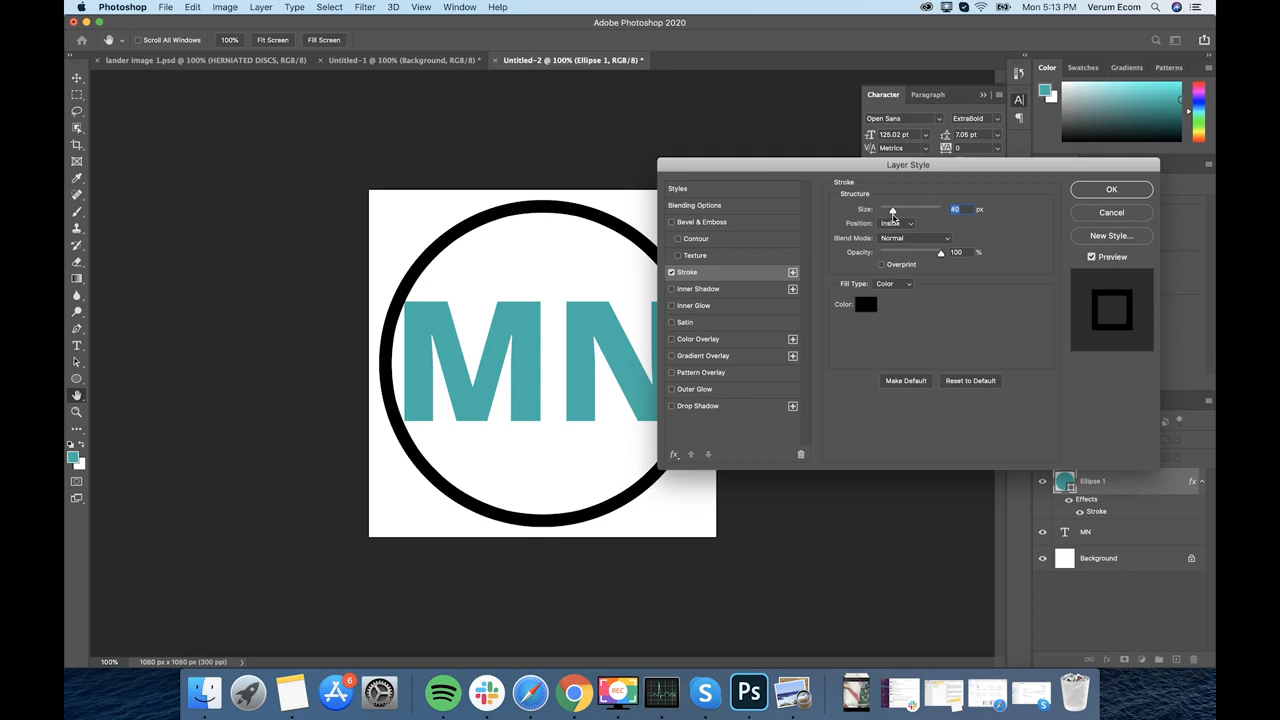 Photoshop File Edit Image Layer Type Select Filter 3D View Window Help Mon 5:13 PM Verum Ecom
Adobe Photoshop 2020
Scroll All Windows 100% Fit Screen Fill Screen
lander image 1.psd @ 100% (HERNIATED DISCS, RGB/8) Untitled-1 @ 100% (Background, RGB/8) * Untitled-2 @ 100% (Ellipse 1, RGB/8) *
Color Swatches Gradients Patterns
Character Paragraph
Open Sans ExtraBold
125.02 pt 7.05 pt
Metrics 0
Layer Style
Styles
Blending Options
Bevel & Emboss
Contour
Texture
Stroke
Inner Shadow
Inner Glow
Satin
Color Overlay
Gradient Overlay
Pattern Overlay
Outer Glow
Drop Shadow
fx
Stroke
Structure
Size: 40 px
Position: Inside
Blend Mode: Normal
Opacity: 100 %
Overprint
Fill Type: Color
Color:
Make Default Reset to Default
OK
Cancel
New Style...
Preview
MN
Ellipse 1 fx
Effects
Stroke
MN
Background
100% 1080 px x 1080 px (300 ppi)
6
REC
Ps